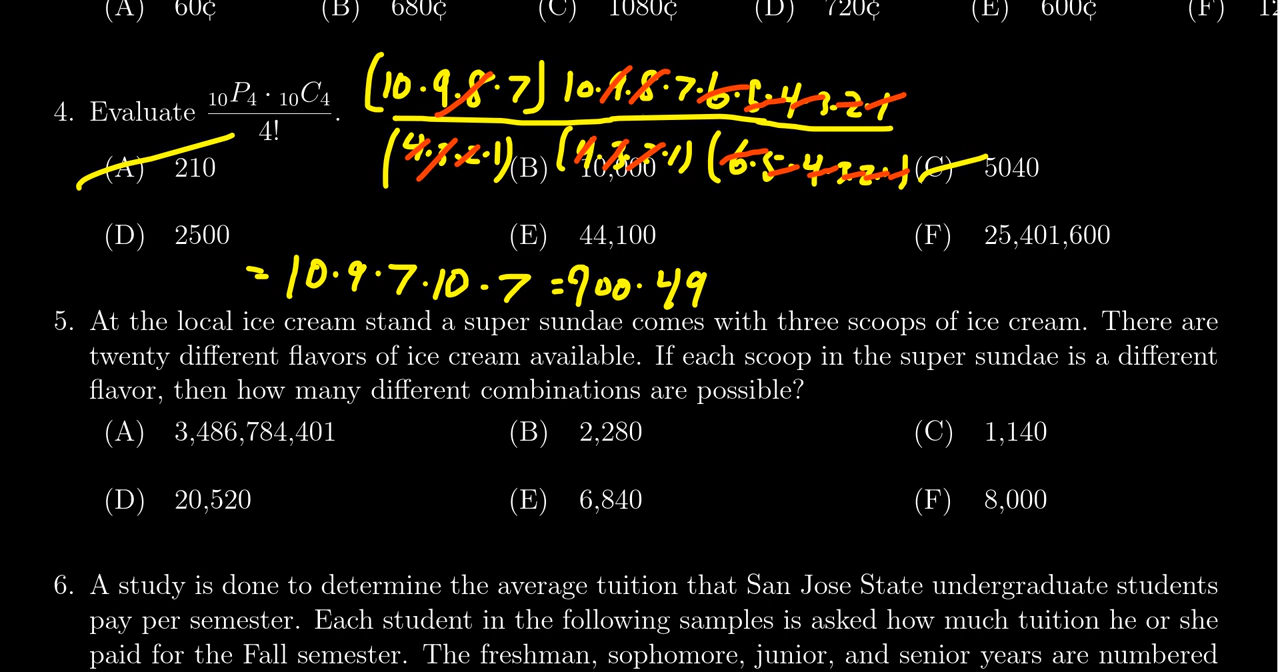 (A) 60¢ (B) 680¢ (C) 1080¢ (D) 720¢ (E) 600¢ (F) 12
4. Evaluate 10P4 · 10C4 / 4! . (10·9·8·7) 10·9·8·7·6·5·4·3·2·1 / (4·3·2·1) (4·3·2·1) (6·5·4·3·2·1)
(A) 210 (B) 10,000 (C) 5040
(D) 2500 (E) 44,100 (F) 25,401,600
= 10·9·7·10·7 = 900·49
5. At the local ice cream stand a super sundae comes with three scoops of ice cream. There are
twenty different flavors of ice cream available. If each scoop in the super sundae is a different
flavor, then how many different combinations are possible?
(A) 3,486,784,401 (B) 2,280 (C) 1,140
(D) 20,520 (E) 6,840 (F) 8,000
6. A study is done to determine the average tuition that San Jose State undergraduate students
pay per semester. Each student in the following samples is asked how much tuition he or she
paid for the Fall semester. The freshman, sophomore, junior, and senior years are numbered